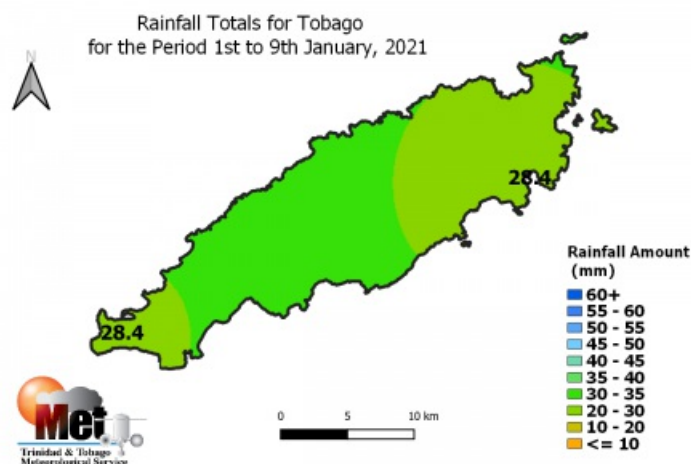 Rainfall Totals for Tobago
for the Period 1st to 9th January, 2021
N
28.4
28.4
Rainfall Amount
(mm)
60+
55 - 60
50 - 55
45 - 50
40 - 45
35 - 40
30 - 35
20 - 30
10 - 20
<= 10
0 5 10 km
Met
Trinidad & Tobago
Meteorological Service